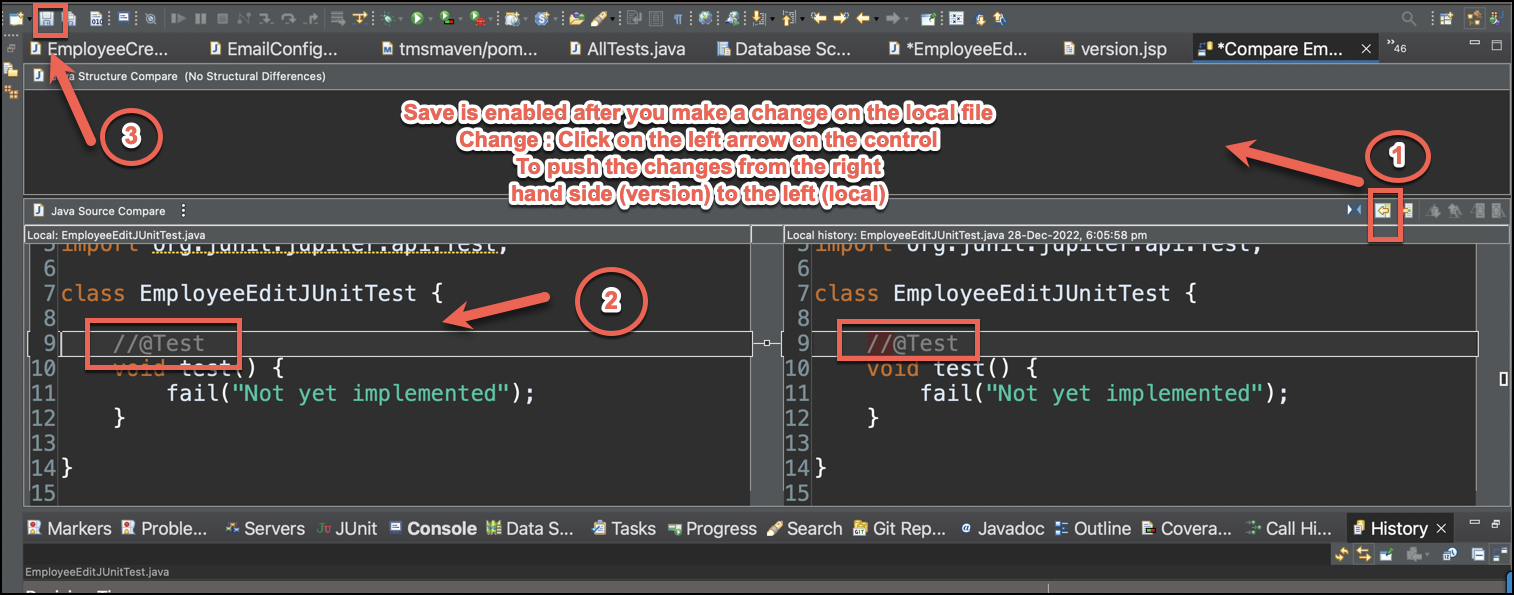 EmployeeCre... EmailConfig... tmsmaven/pom... AllTests.java Database Sc... *EmployeeEd... version.jsp *Compare Em... 46
Structure Compare (No Structural Differences)
Save is enabled after you make a change on the local file
Change : Click on the left arrow on the control
To push the changes from the right
hand side (version) to the left (local)
3
1
Java Source Compare
Local: EmployeeEditJUnitTest.java
5 import org.junit.jupiter.api.Test;
6
7 class EmployeeEditJUnitTest {
8
9 //@Test
10 void test() {
11 fail("Not yet implemented");
12 }
13
14 }
15
2
Local history: EmployeeEditJUnitTest.java 28-Dec-2022, 6:05:58 pm
5 import org.junit.jupiter.api.Test;
6
7 class EmployeeEditJUnitTest {
8
9 //@Test
10 void test() {
11 fail("Not yet implemented");
12 }
13
14 }
15
Markers Proble... Servers JUnit Console Data S... Tasks Progress Search Git Rep... Javadoc Outline Covera... Call Hi... History
EmployeeEditJUnitTest.java